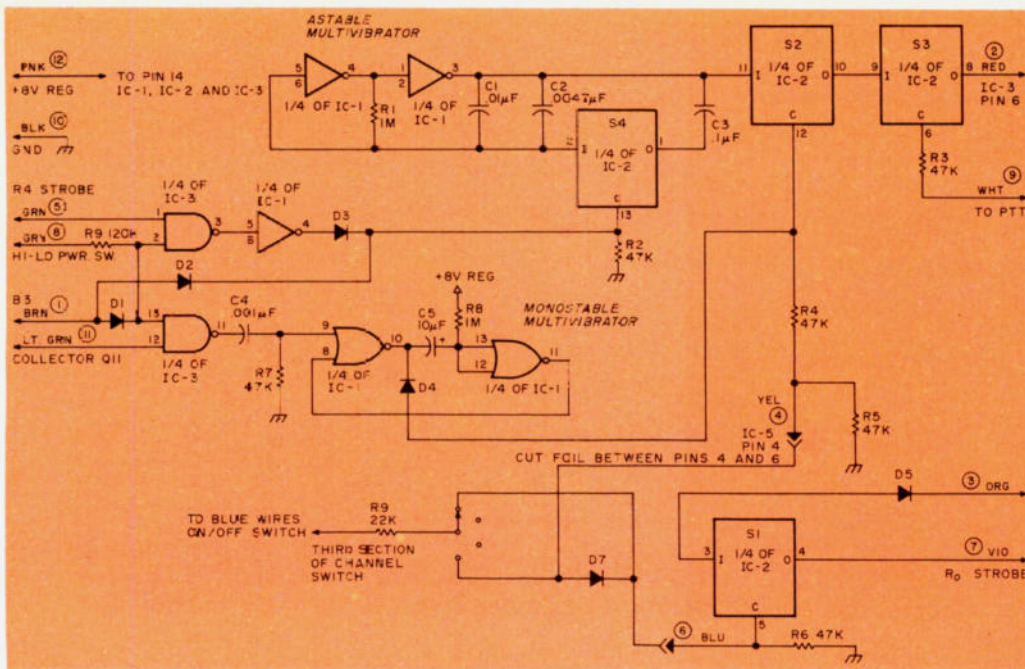 ASTABLE
MULTIVIBRATOR
PNK 12
+8V REG
TO PIN 14
IC-1, IC-2 AND IC-3
BLK 10
GND
5
6
4
1/4 OF IC-1
R1
1M
1
2
3
1/4 OF
IC-1
C1
.01µF
C2
.0047µF
C3
.1µF
S4
1/4 OF
IC-2
I
O
1
C
13
R2
47K
S2
11
I
1/4 OF
IC-2
O
10
C
12
S3
9
I
1/4 OF
IC-2
O
8
C
6
2
RED
IC-3
PIN 6
R3
47K
9
WHT
TO PTT
R4 STROBE
GRN 5
GRY 8
R9 120K
HI-LO PWR. SW.
1/4 OF
IC-3
1
2
3
1/4 OF
IC-1
5
6
4
D3
D2
B3
BRN 1
D1
LT. GRN 11
COLLECTOR Q11
13
12
11
1/4 OF
IC-3
C4
.001µF
R7
47K
9
8
10
1/4 OF
IC-1
C5
10µF
+
+8V REG
R8
1M
MONOSTABLE
MULTIVIBRATOR
13
12
11
1/4 OF IC-1
D4
R4
47K
YEL
4
IC-5
PIN 4
R5
47K
CUT FOIL BETWEEN PINS 4 AND 6
TO BLUE WIRES
ON/OFF SWITCH
R9
22K
THIRD SECTION
OF CHANNEL
SWITCH
D7
D5
3 ORG
S1
3
I
1/4 OF
IC-2
O
4
C
5
7 VIO
R0 STROBE
6 BLU
R6 47K